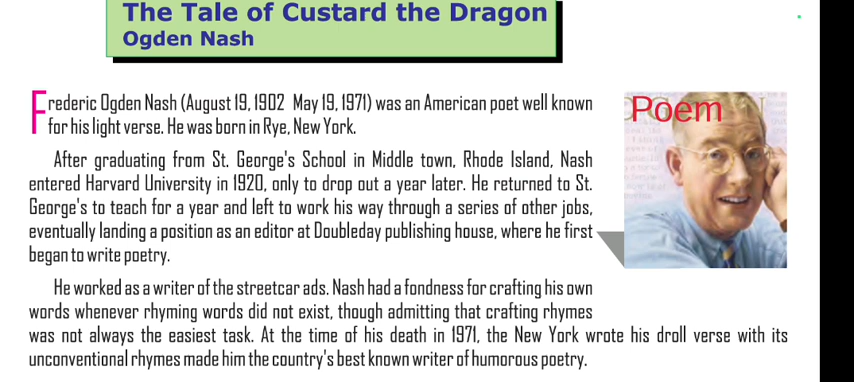 The Tale of Custard the Dragon
Ogden Nash
Frederic Ogden Nash (August 19, 1902 May 19, 1971) was an American poet well known
for his light verse. He was born in Rye, New York.
Poem
After graduating from St. George's School in Middle town, Rhode Island, Nash
entered Harvard University in 1920, only to drop out a year later. He returned to St.
George's to teach for a year and left to work his way through a series of other jobs,
eventually landing a position as an editor at Doubleday publishing house, where he first
began to write poetry.
He worked as a writer of the streetcar ads. Nash had a fondness for crafting his own
words whenever rhyming words did not exist, though admitting that crafting rhymes
was not always the easiest task. At the time of his death in 1971, the New York wrote his droll verse with its
unconventional rhymes made him the country's best known writer of humorous poetry.